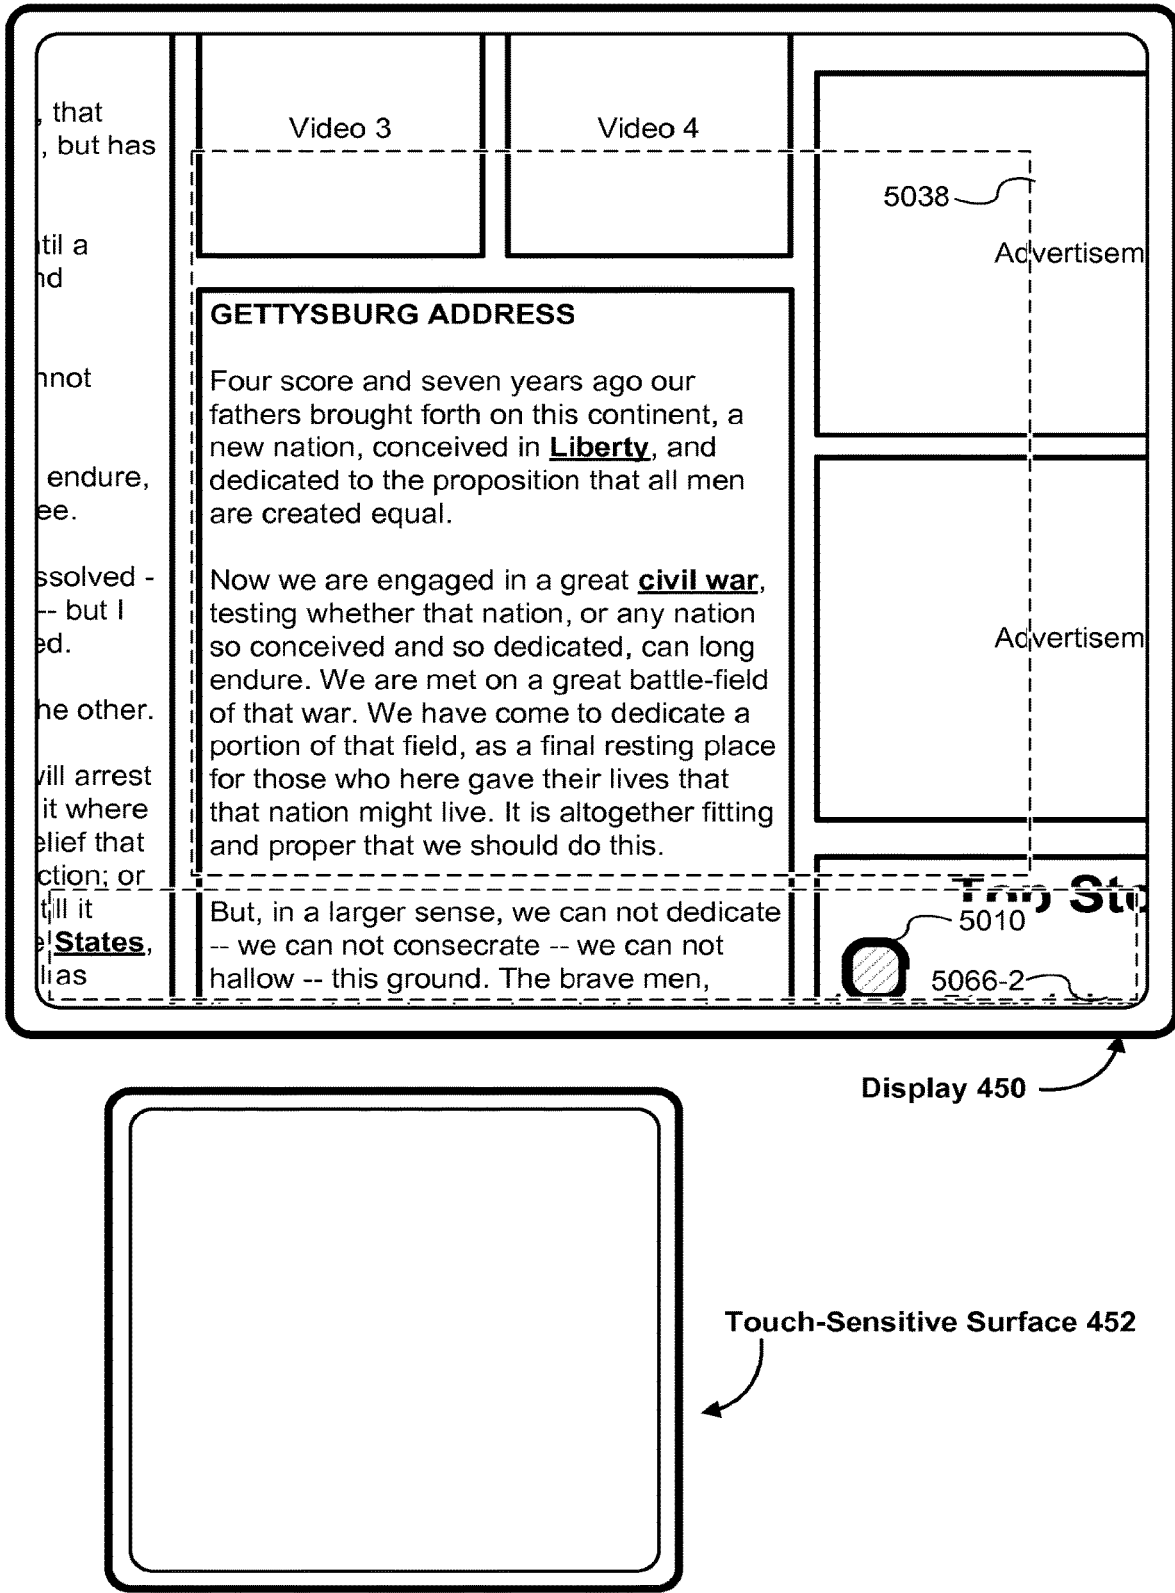 , that
, but has
til a
nd
nnot
endure,
ee.
ssolved -
-- but I
ed.
he other.
vill arrest
it where
elief that
ction; or
till it
e States,
l as
Video 3
Video 4
GETTYSBURG ADDRESS
Four score and seven years ago our
fathers brought forth on this continent, a
new nation, conceived in Liberty, and
dedicated to the proposition that all men
are created equal.
Now we are engaged in a great civil war,
testing whether that nation, or any nation
so conceived and so dedicated, can long
endure. We are met on a great battle-field
of that war. We have come to dedicate a
portion of that field, as a final resting place
for those who here gave their lives that
that nation might live. It is altogether fitting
and proper that we should do this.
But, in a larger sense, we can not dedicate
-- we can not consecrate -- we can not
hallow -- this ground. The brave men,
5038
Advertisem
Advertisem
Top Sto
5010
5066-2
Display 450
Touch-Sensitive Surface 452